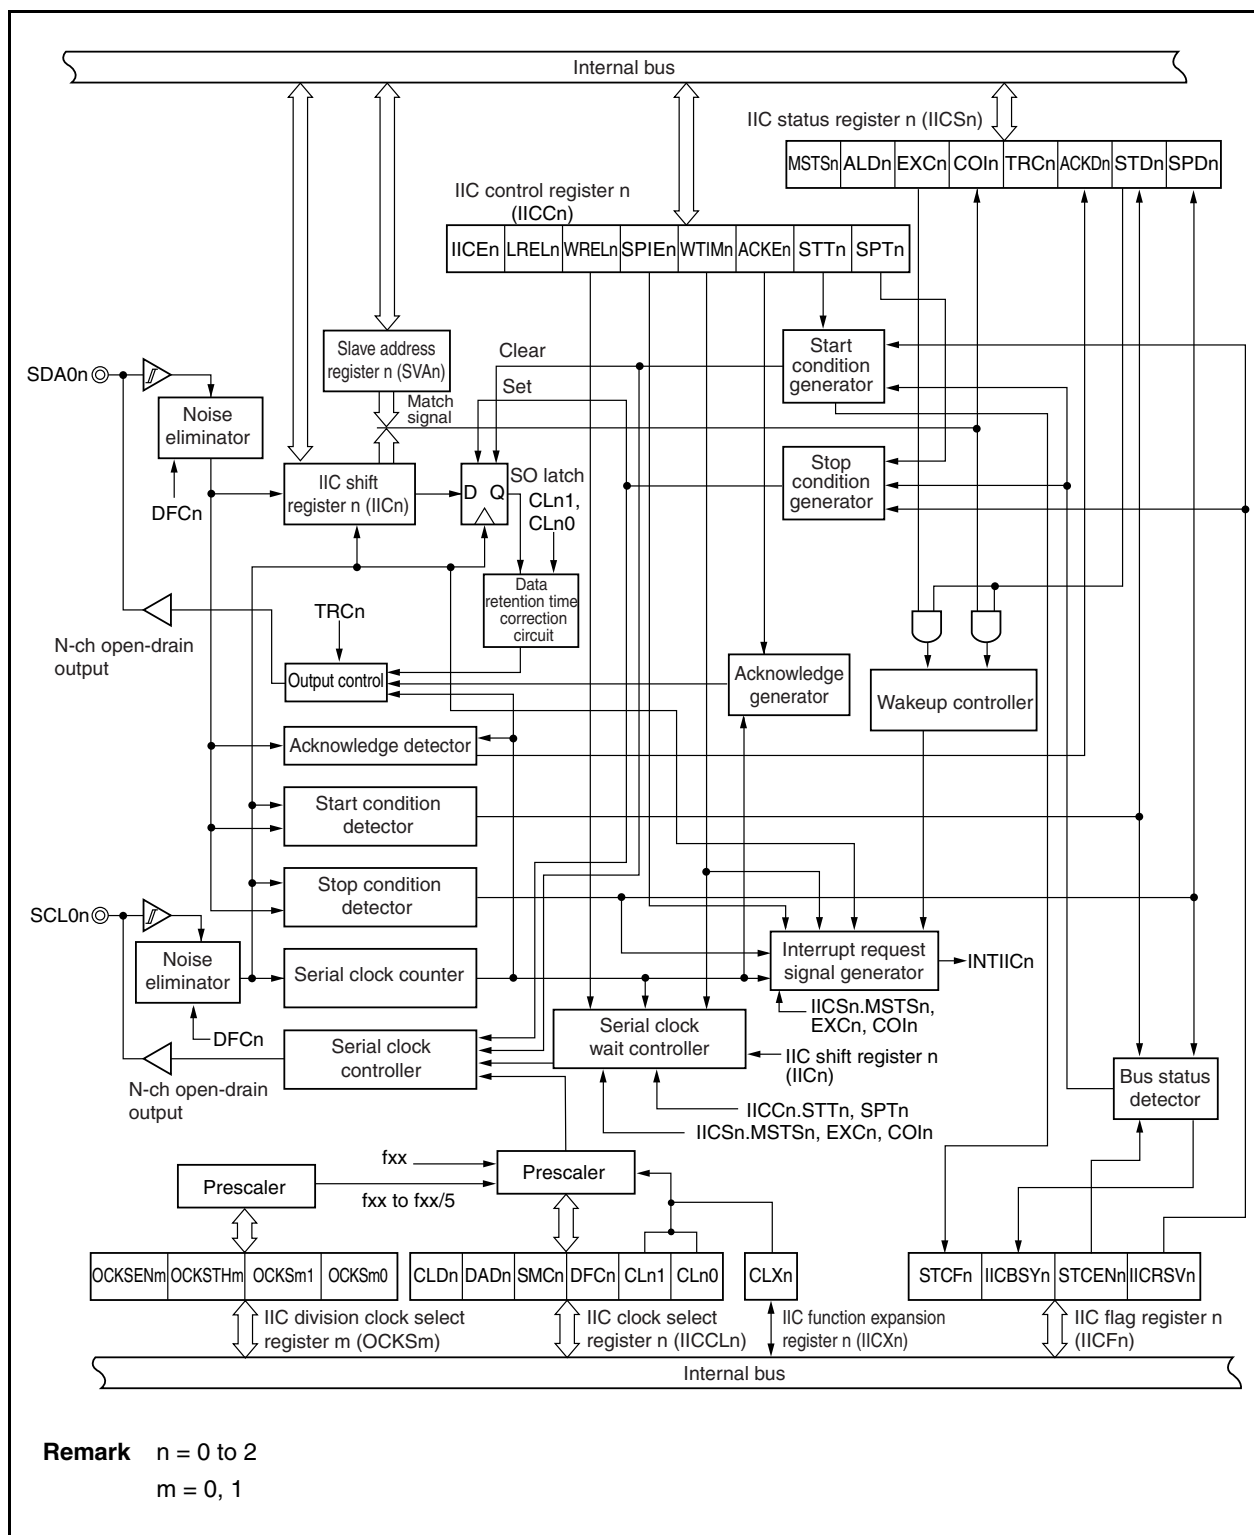 Internal bus
IIC status register n (IICSn)
MSTSn ALDn EXCn COIn TRCn ACKDn STDn SPDn
IIC control register n
(IICCn)
IICEn LRELn WRELn SPIEn WTIMn ACKEn STTn SPTn
Slave address
register n (SVAn)
Clear
Start
condition
generator
SDA0n
Set
Match
signal
Noise
eliminator
DFCn
IIC shift
register n (IICn)
D Q
SO latch
CLn1,
CLn0
Stop
condition
generator
Data
retention time
correction
circuit
TRCn
N-ch open-drain
output
Output control
Acknowledge
generator
Wakeup controller
Acknowledge detector
Start condition
detector
Stop condition
detector
SCL0n
Noise
eliminator
DFCn
Serial clock counter
Interrupt request
signal generator
INTIICn
IICSn.MSTSn,
EXCn, COIn
Serial clock
controller
Serial clock
wait controller
IIC shift register n
(IICn)
N-ch open-drain
output
Bus status
detector
IICCn.STTn, SPTn
IICSn.MSTSn, EXCn, COIn
Prescaler
fxx
fxx to fxx/5
Prescaler
OCKSENm OCKSTHm OCKSm1 OCKSm0
CLDn DADn SMCn DFCn CLn1 CLn0
CLXn
STCFn IICBSYn STCENn IICRSVn
IIC division clock select
register m (OCKSm)
IIC clock select
register n (IICCLn)
IIC function expansion
register n (IICXn)
IIC flag register n
(IICFn)
Internal bus
Remark n = 0 to 2
m = 0, 1